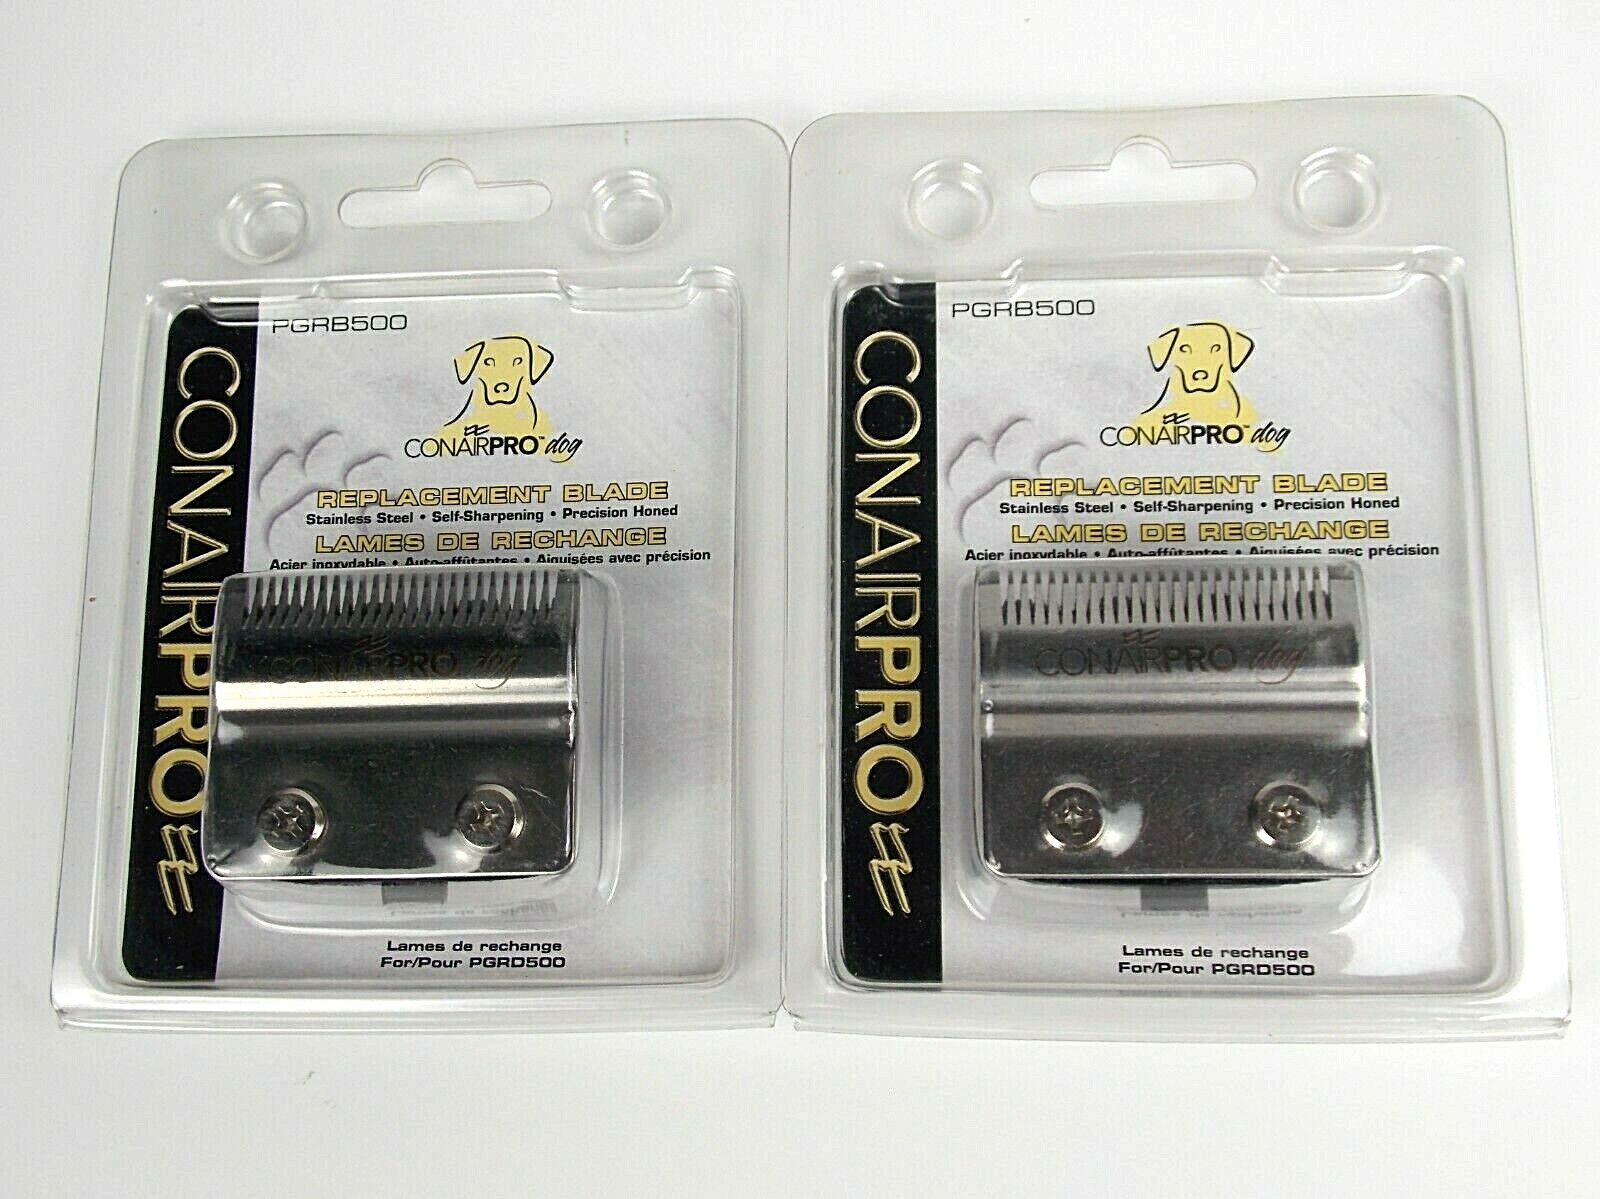 CONAIRPRO
PGRB500
CONAIRPRO™ dog
REPLACEMENT BLADE
Stainless Steel • Self-Sharpening • Precision Honed
LAMES DE RECHANGE
Acier inoxydable • Auto-affûtantes • Aiguisées avec précision
CONAIRPRO dog
Lames de rechange
For/Pour PGRD500
CONAIRPRO
PGRB500
CONAIRPRO™ dog
REPLACEMENT BLADE
Stainless Steel • Self-Sharpening • Precision Honed
LAMES DE RECHANGE
Acier inoxydable • Auto-affûtantes • Aiguisées avec précision
CONAIRPRO dog
Lames de rechange
For/Pour PGRD500